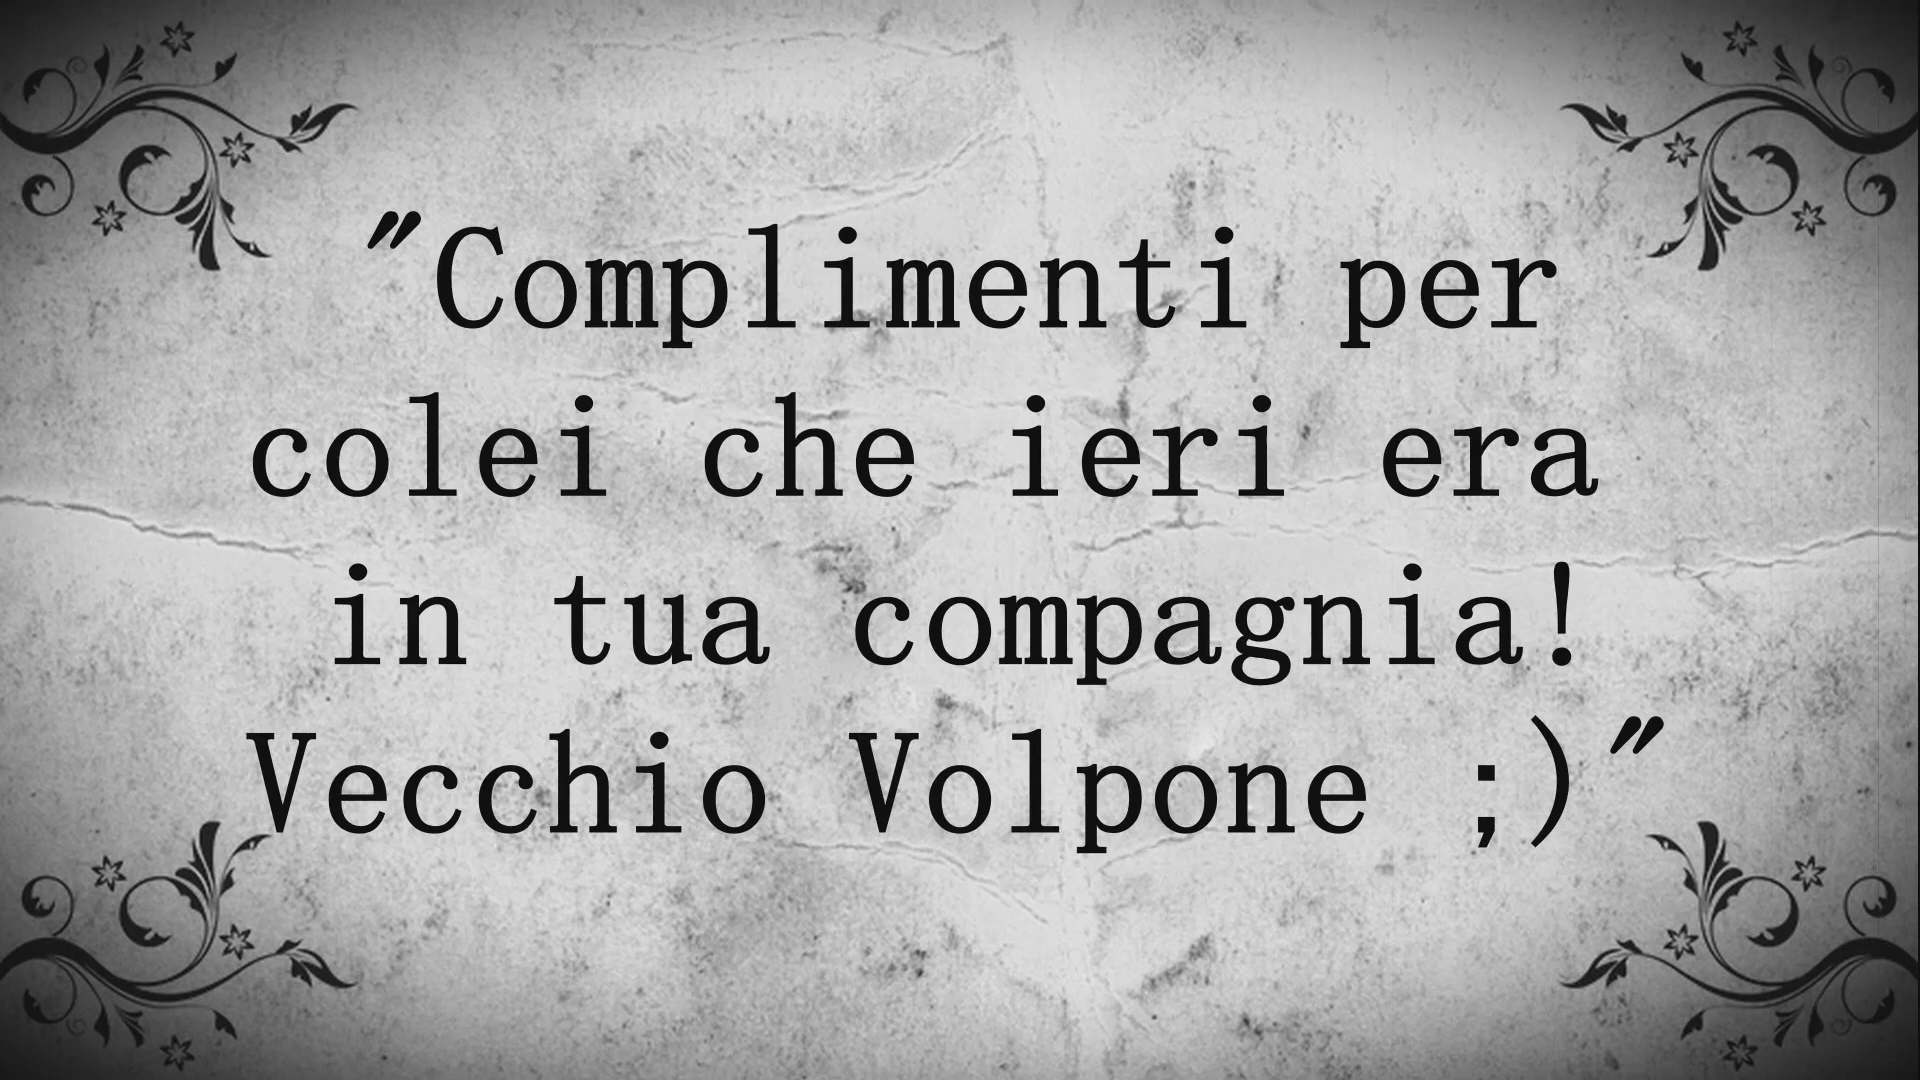 "Complimenti per
colei che ieri era
in tua compagnia!
Vecchio Volpone ;)"